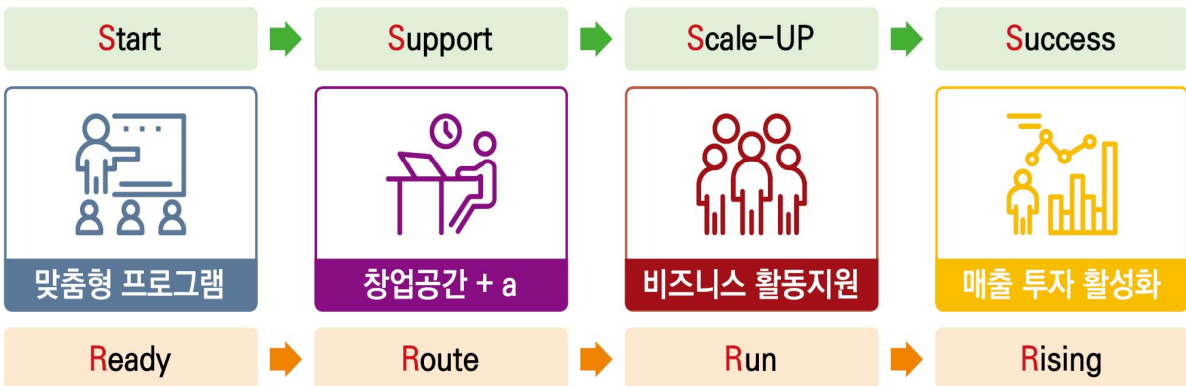 Start
Support
Scale-UP
Success
맞춤형 프로그램
창업공간 + a
비즈니스 활동지원
매출 투자 활성화
Ready
Route
Run
Rising